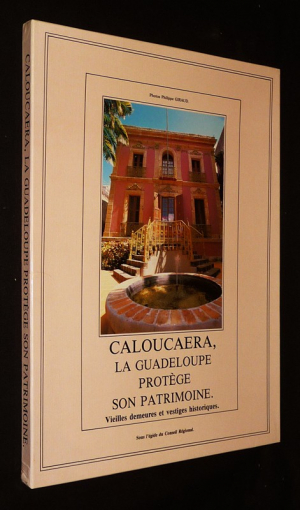 CALOUCAERA, LA GUADELOUPE PROTÈGE SON PATRIMOINE.
Photos Philippe GIRAUD.
CALOUCAERA,
LA GUADELOUPE
PROTÈGE
SON PATRIMOINE.
Vieilles demeures et vestiges historiques.
Sous l'égide du Conseil Régional.